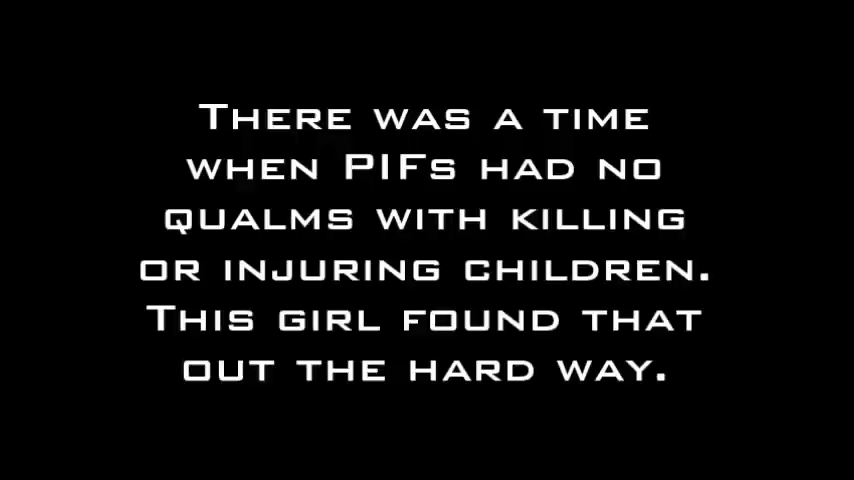 There was a time
when PIFs had no
qualms with killing
or injuring children.
This girl found that
out the hard way.